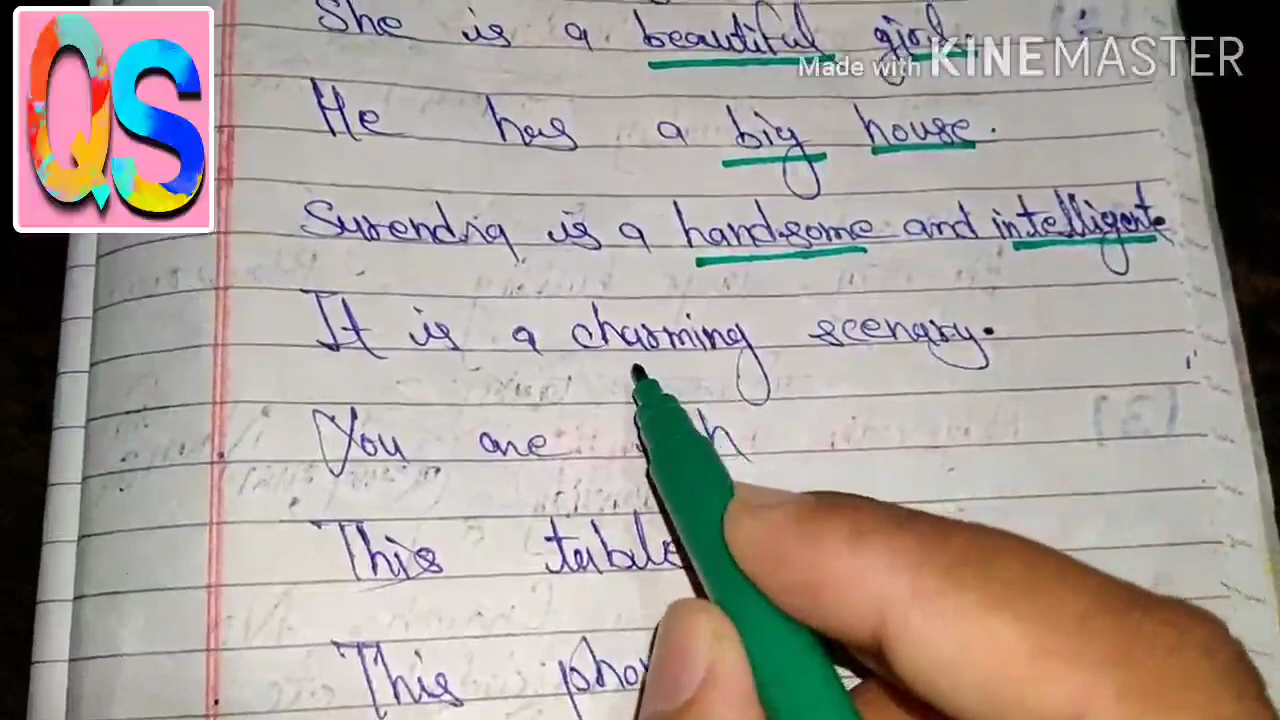 She is a beautiful girl.
Made with KINEMASTER
QS
He has a big house.
Surendra is a handsome and intelligent
It is a charming scenary.
You are
This table
This